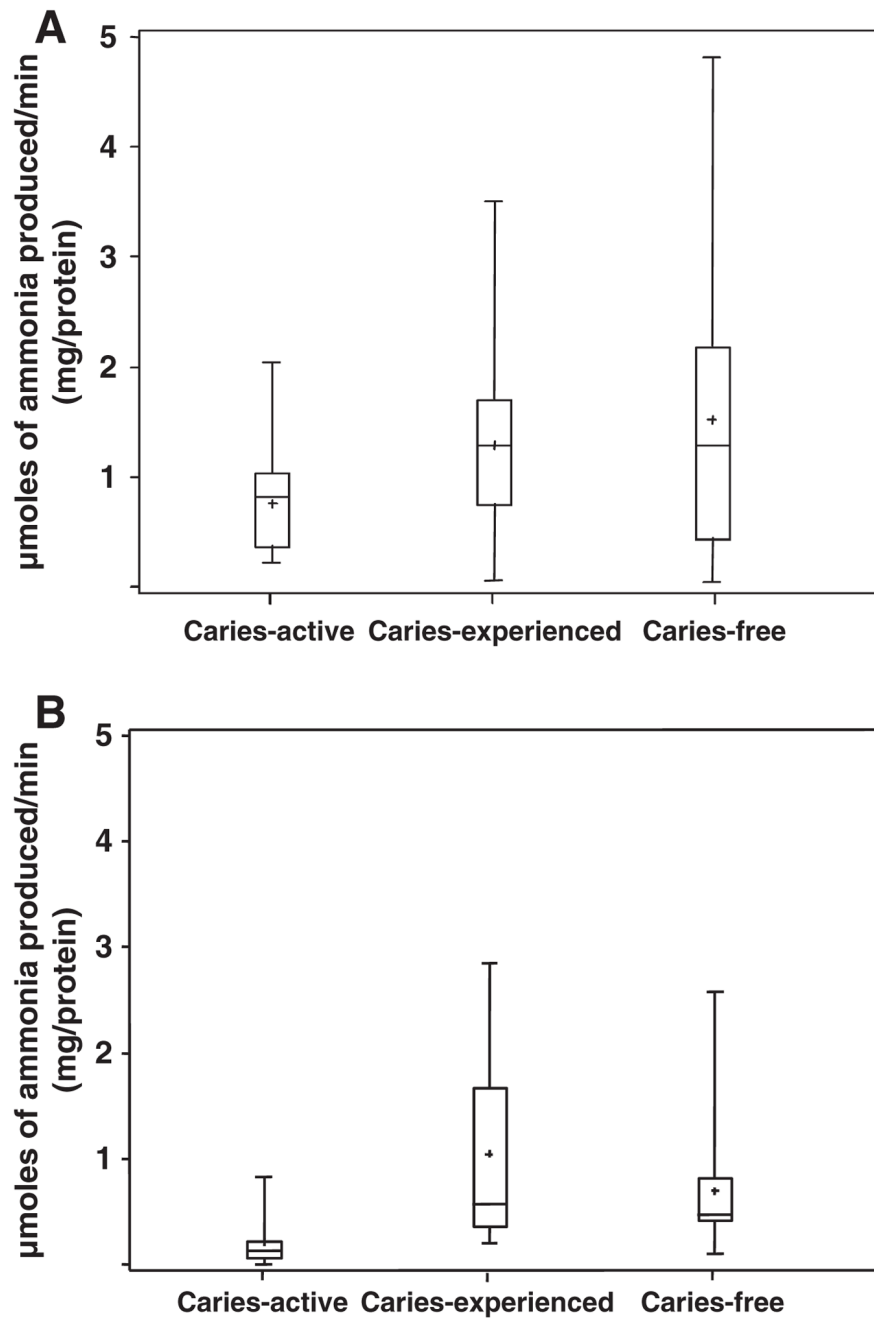 A
5
4
3
2
1
µmoles of ammonia produced/min
(mg/protein)
Caries-active Caries-experienced Caries-free
B
5
4
3
2
1
µmoles of ammonia produced/min
(mg/protein)
Caries-active Caries-experienced Caries-free